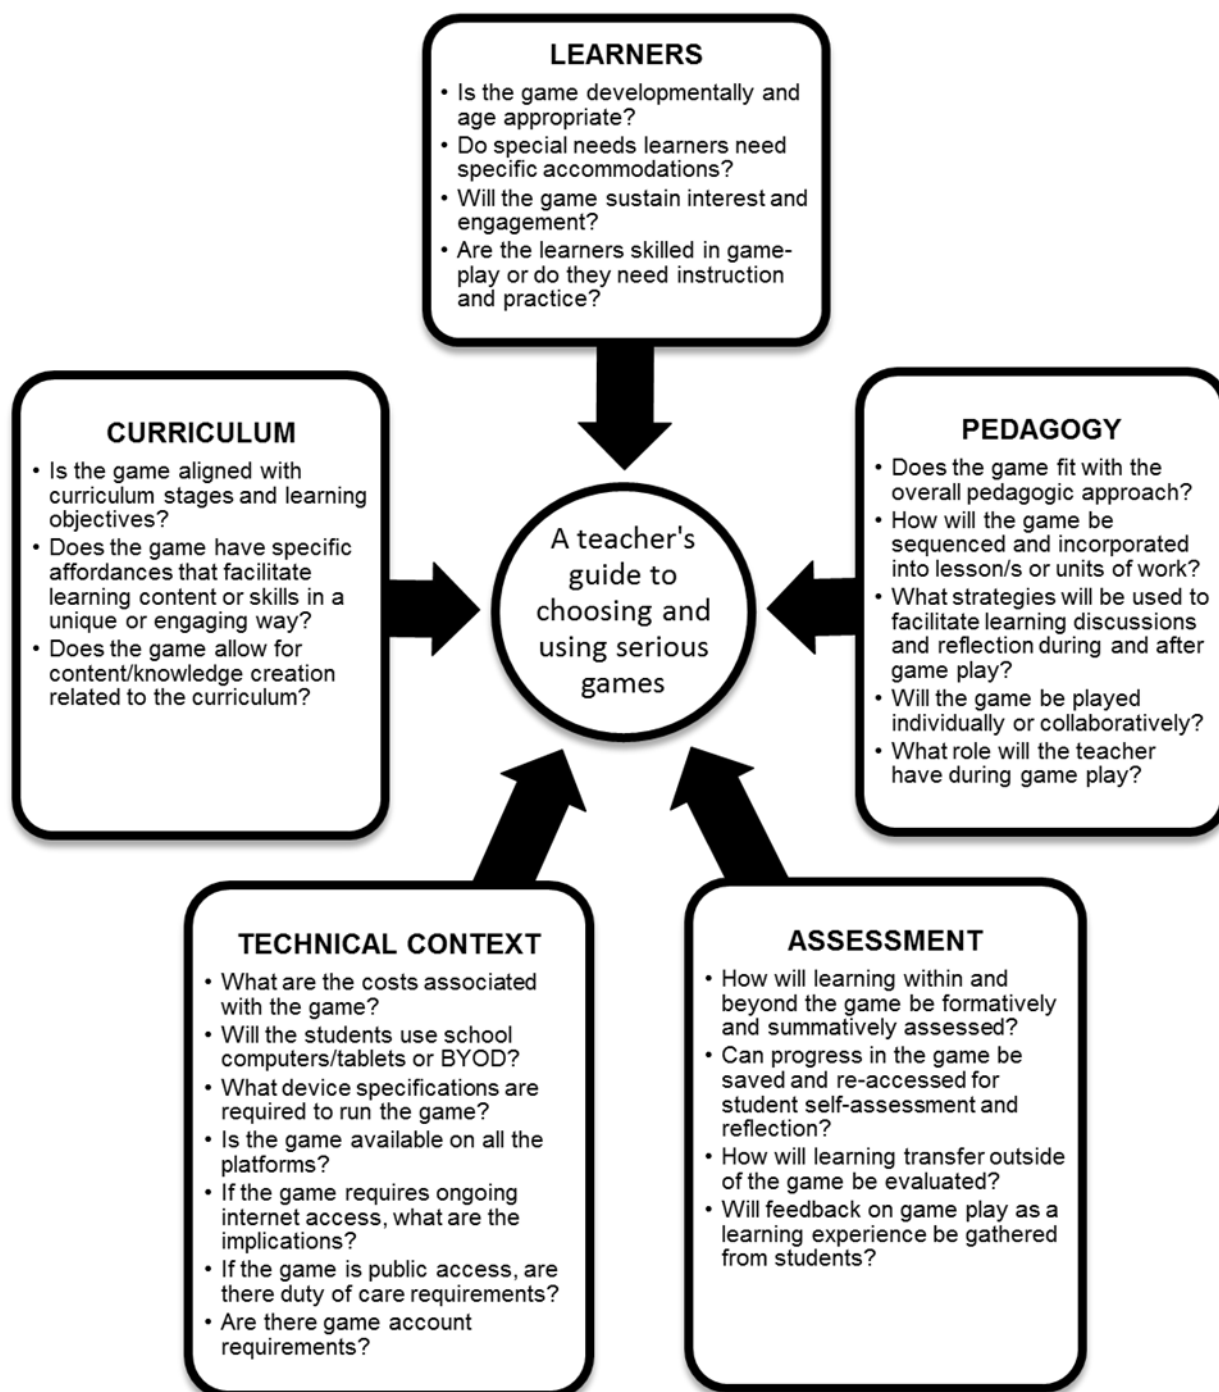 LEARNERS
• Is the game developmentally and
age appropriate?
• Do special needs learners need
specific accommodations?
• Will the game sustain interest and
engagement?
• Are the learners skilled in game-
play or do they need instruction
and practice?
CURRICULUM
• Is the game aligned with
curriculum stages and learning
objectives?
• Does the game have specific
affordances that facilitate
learning content or skills in a
unique or engaging way?
• Does the game allow for
content/knowledge creation
related to the curriculum?
A teacher's
guide to
choosing and
using serious
games
PEDAGOGY
• Does the game fit with the
overall pedagogic approach?
• How will the game be
sequenced and incorporated
into lesson/s or units of work?
• What strategies will be used to
facilitate learning discussions
and reflection during and after
game play?
• Will the game be played
individually or collaboratively?
• What role will the teacher
have during game play?
TECHNICAL CONTEXT
• What are the costs associated
with the game?
• Will the students use school
computers/tablets or BYOD?
• What device specifications are
required to run the game?
• Is the game available on all the
platforms?
• If the game requires ongoing
internet access, what are the
implications?
• If the game is public access, are
there duty of care requirements?
• Are there game account
requirements?
ASSESSMENT
• How will learning within and
beyond the game be formatively
and summatively assessed?
• Can progress in the game be
saved and re-accessed for
student self-assessment and
reflection?
• How will learning transfer outside
of the game be evaluated?
• Will feedback on game play as a
learning experience be gathered
from students?